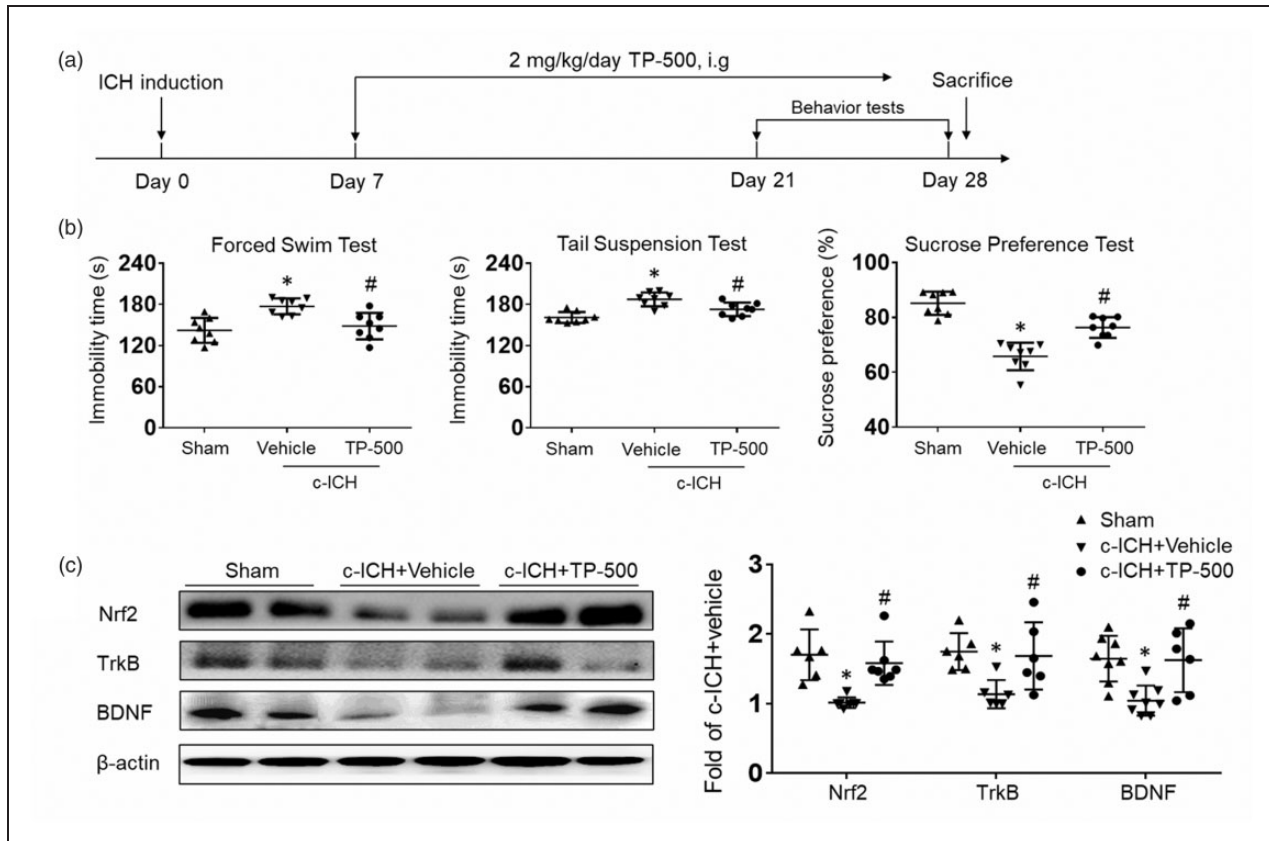 (a)
2 mg/kg/day TP-500, i.g
ICH induction
Sacrifice
Behavior tests
Day 0
Day 7
Day 21
Day 28
(b)
Forced Swim Test
Immobility time (s)
240
180
120
60
0
*
#
Sham
Vehicle
TP-500
c-ICH
Tail Suspension Test
Immobility time (s)
240
180
120
60
0
*
#
Sham
Vehicle
TP-500
c-ICH
Sucrose Preference Test
Sucrose preference (%)
100
80
60
40
*
#
Sham
Vehicle
TP-500
c-ICH
(c)
Sham
c-ICH+Vehicle
c-ICH+TP-500
Nrf2
TrkB
BDNF
β-actin
Sham
c-ICH+Vehicle
c-ICH+TP-500
Fold of c-ICH+vehicle
3
2
1
0
*
#
*
#
*
#
Nrf2
TrkB
BDNF